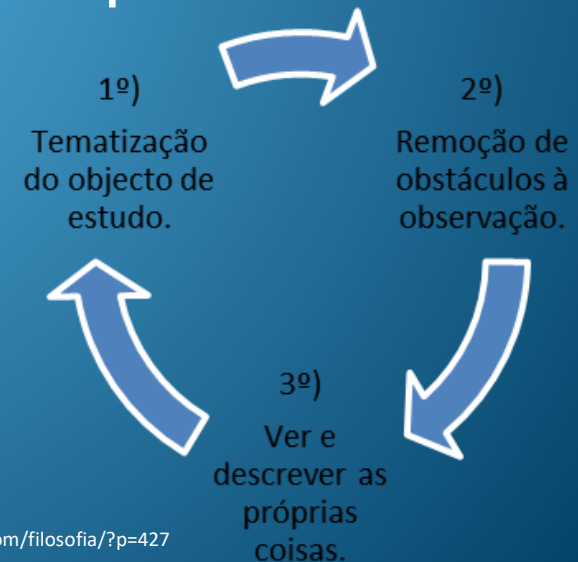 1º)
Tematização
do objecto de
estudo.
2º)
Remoção de
obstáculos à
observação.
3º)
Ver e
descrever as
próprias
coisas.
om/filosofia/?p=427